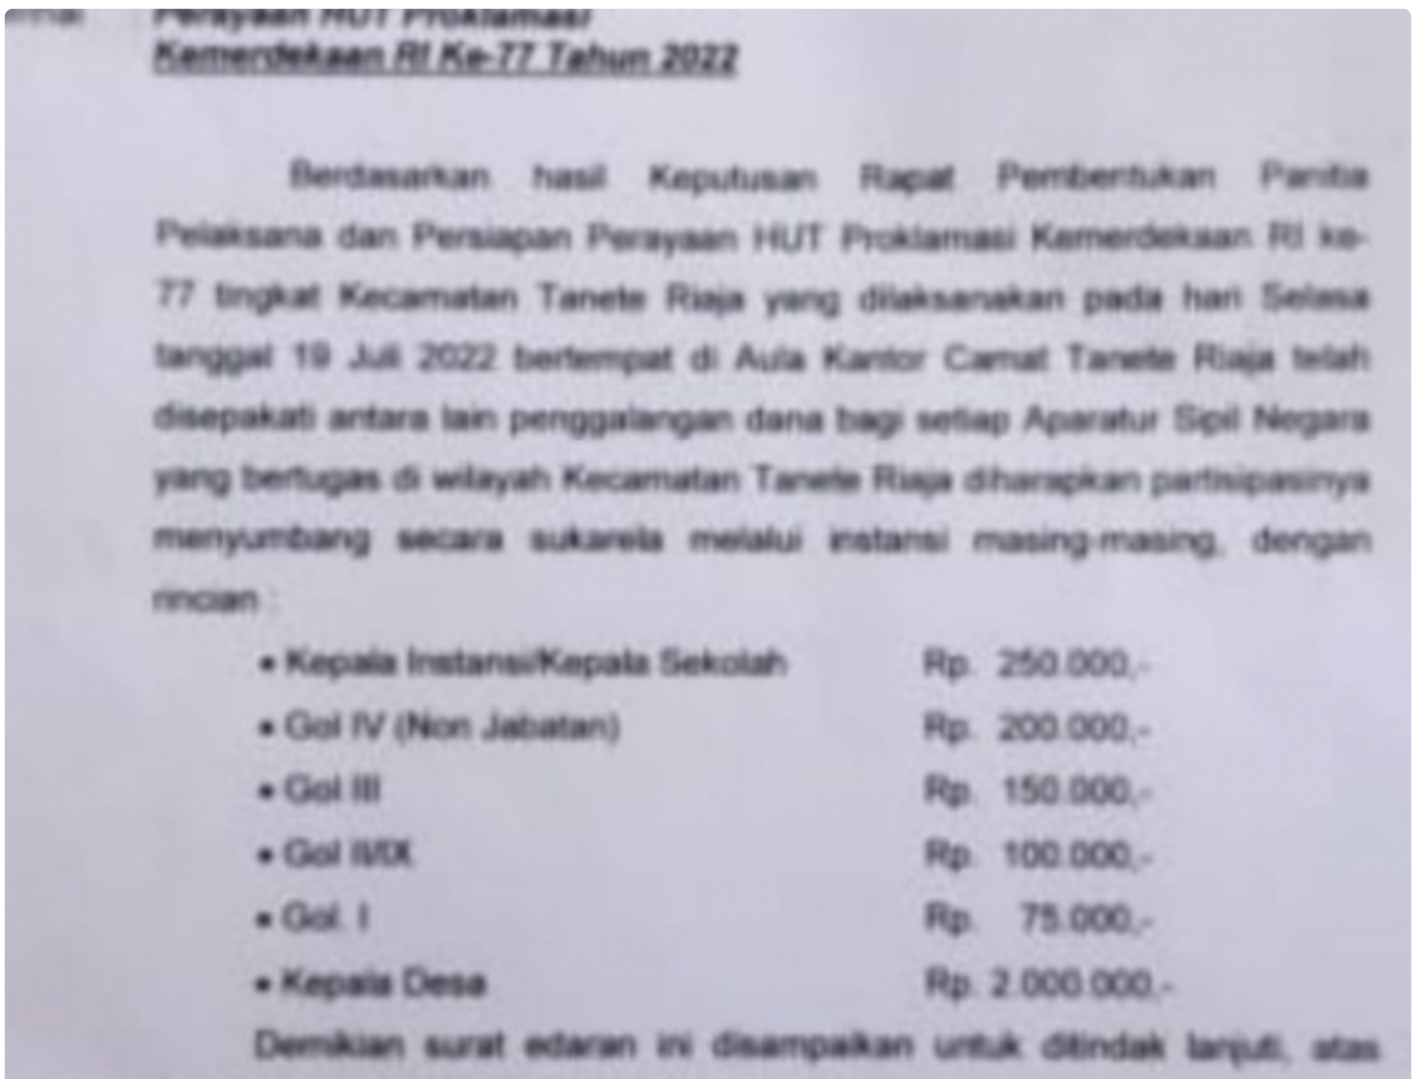 Perayaan HUT Proklamasi
Kemerdekaan RI Ke-77 Tahun 2022
Berdasarkan hasil Keputusan Rapat Pembentukan Panitia
Pelaksana dan Persiapan Perayaan HUT Proklamasi Kemerdekaan RI ke-
77 tingkat Kecamatan Tanete Riaja yang dilaksanakan pada hari Selasa
tanggal 19 Juli 2022 bertempat di Aula Kantor Camat Tanete Riaja telah
disepakati antara lain penggalangan dana bagi setiap Aparatur Sipil Negara
yang bertugas di wilayah Kecamatan Tanete Riaja diharapkan partisipasinya
menyumbang secara sukarela melalui instansi masing-masing, dengan
rincian :
• Kepala Instansi/Kepala Sekolah Rp. 250.000,-
• Gol IV (Non Jabatan) Rp. 200.000,-
• Gol III Rp. 150.000,-
• Gol II/IX Rp. 100.000,-
• Gol. I Rp. 75.000,-
• Kepala Desa Rp. 2.000.000,-
Demikian surat edaran ini disampaikan untuk ditindak lanjuti, atas